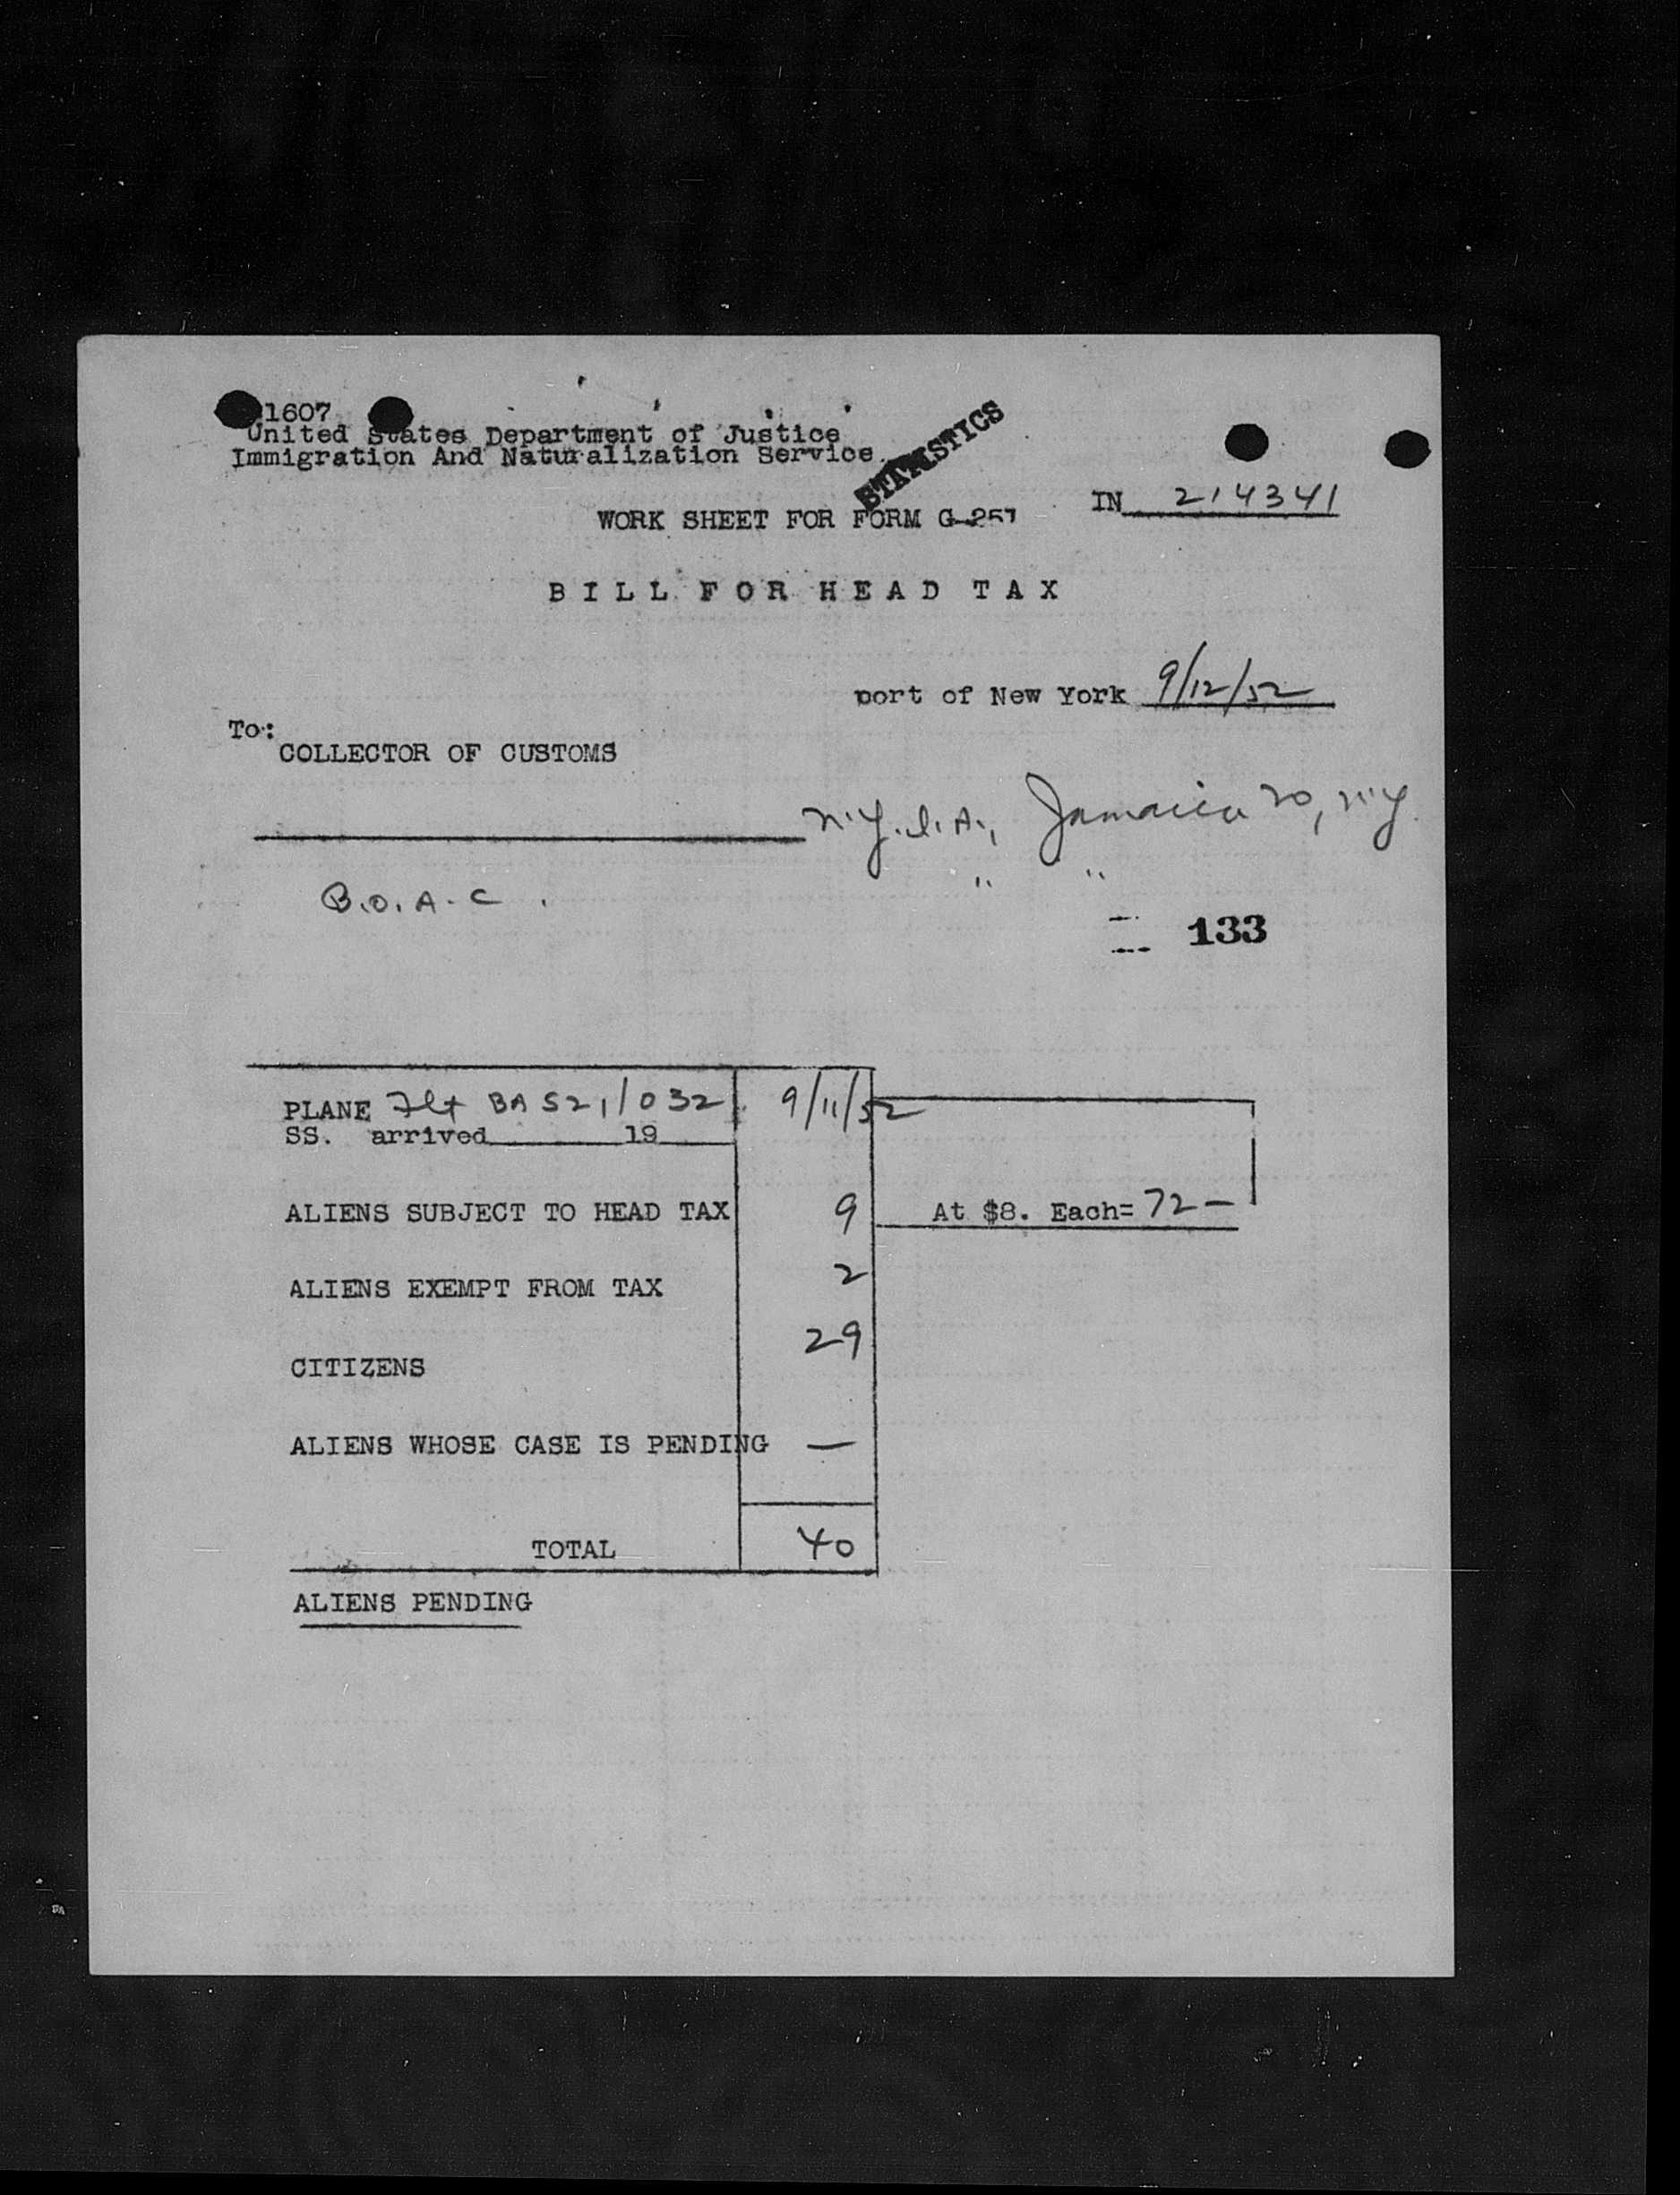 1607
United States Department of Justice
Immigration And Naturalization Service.
STATISTICS
WORK SHEET FOR FORM G-257
IN 214341
BILL FOR HEAD TAX
port of New York 9/12/52
To:
COLLECTOR OF CUSTOMS
N.Y.I.A., Jamaica 20, N.Y.
B.O.A.C. " "
133
PLANE Flt BA 521/032 9/11/52
SS. arrived 19
ALIENS SUBJECT TO HEAD TAX 9 At $8. Each= 72 -
ALIENS EXEMPT FROM TAX 2
CITIZENS 29
ALIENS WHOSE CASE IS PENDING —
TOTAL 40
ALIENS PENDING